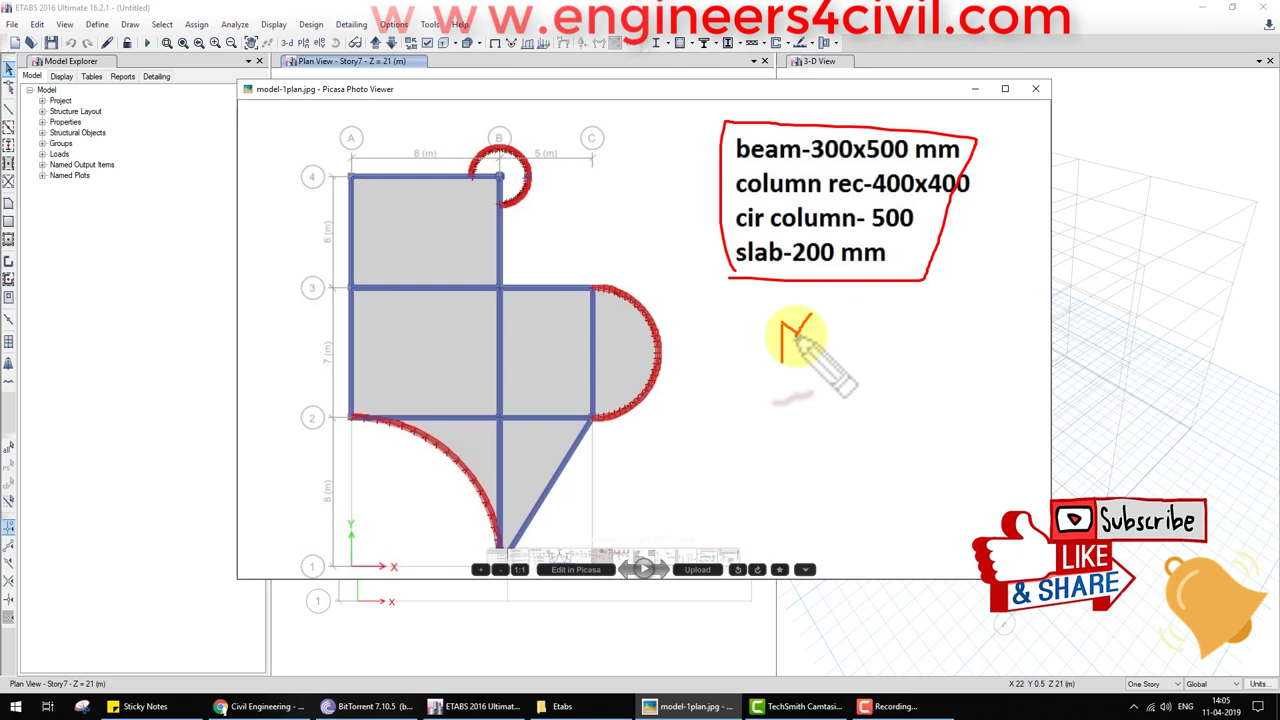 ETABS 2016 Ultimate 16.2.1 -
www.engineers4civil.com
File Edit View Define Draw Select Assign Analyze Display Design Detailing Options Tools Help
Model Explorer
Plan View - Story7 - Z = 21 (m)
3-D View
Model Display Tables Reports Detailing
Model
Project
Structure Layout
Properties
Structural Objects
Groups
Loads
Named Output Items
Named Plots
model-1plan.jpg - Picasa Photo Viewer
A B C
8 (m) 5 (m)
4
6 (m)
3
7 (m)
2
8 (m)
1
Y
X
1
X
beam-300x500 mm
column rec-400x400
cir column- 500
slab-200 mm
M
1:1 Edit in Picasa Upload
Subscribe
LIKE
& SHARE
Plan View - Story7 - Z = 21 (m)
X 22 Y 0.5 Z 21 (m) One Story Global Units...
Sticky Notes
Civil Engineering - ...
BitTorrent 7.10.5 (b...
ETABS 2016 Ultimat...
Etabs
model-1plan.jpg - ...
TechSmith Camtasi...
Recording...
14:05
11-04-2019